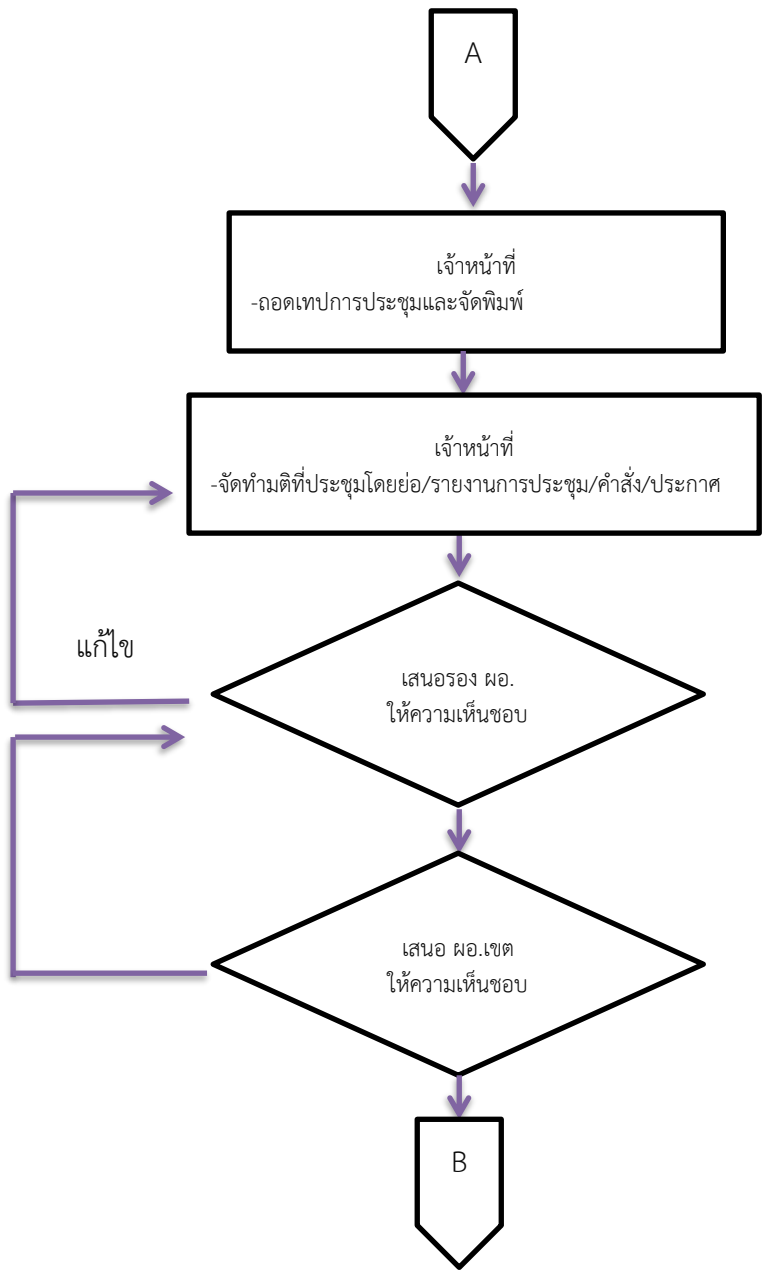 A
เจ้าหน้าที่
-ถอดเทปการประชุมและจัดพิมพ์
เจ้าหน้าที่
-จัดทำมติที่ประชุมโดยย่อ/รายงานการประชุม/คำสั่ง/ประกาศ
แก้ไข
เสนอรอง ผอ.
ให้ความเห็นชอบ
เสนอ ผอ.เขต
ให้ความเห็นชอบ
B